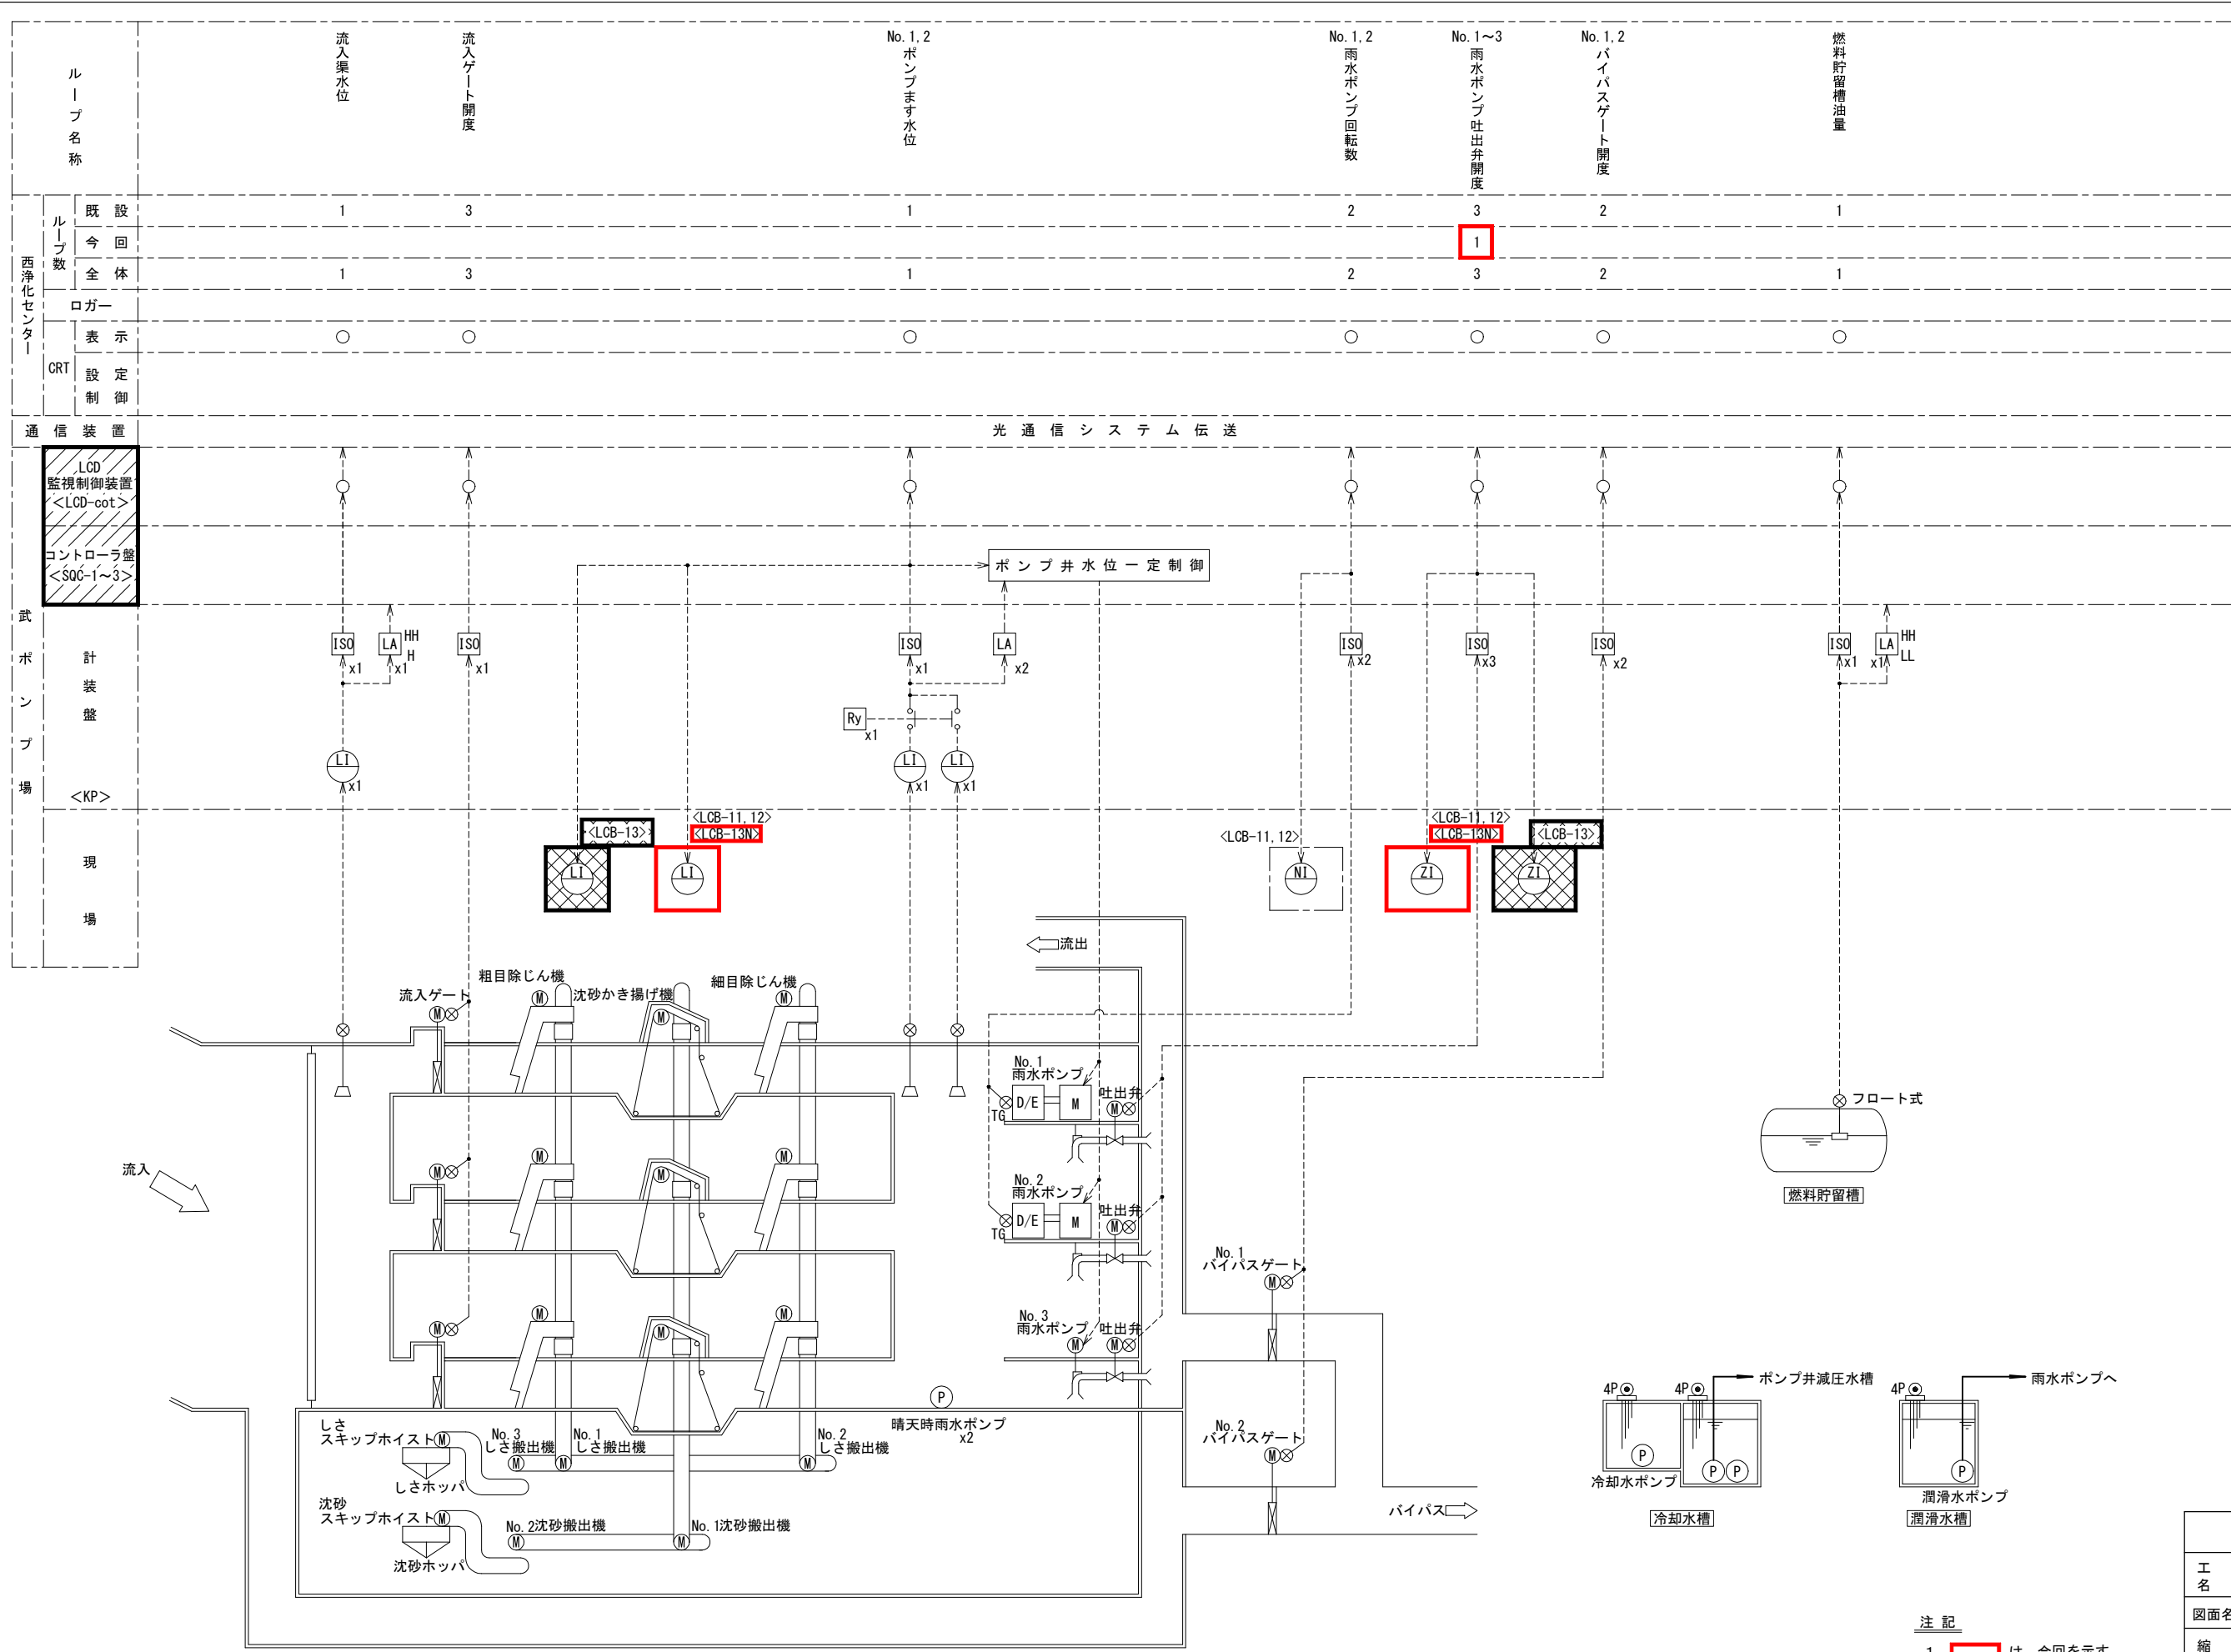 ループ名称
流入渠水位
流入ゲート開度
No.1,2
ポンプます水位
No.1,2
雨水ポンプ回転数
No.1～3
雨水ポンプ吐出弁開度
No.1,2
バイパスゲート開度
燃料貯留槽油量
西浄化センター
ループ数
既設 1 3 1 2 3 2 1
今回 1
全体 1 3 1 2 3 2 1
ロガー
CRT
表示 ○ ○ ○ ○ ○ ○ ○
設定
制御
通信装置
光通信システム伝送
武ポンプ場
LCD
監視制御装置
<LCD-cot>
コントローラ盤
<SQC-1～3>
ポンプ井水位一定制御
計装盤
<KP>
ISO x1
LA x1 HH H
ISO x1
ISO x1
LA x2
ISO x2
ISO x3
ISO x2
ISO x1
LA x1 HH LL
Ry x1
LI x1
LI x1
LI x1
現場
<LCB-13>
<LCB-11,12>
<LCB-13N>
<LCB-11,12>
<LCB-11,12>
<LCB-13N>
<LCB-13>
LI
LI
NI
ZI
ZI
流出
粗目除じん機
沈砂かき揚げ機
細目除じん機
流入ゲート
M M M M
No.1
雨水ポンプ
吐出弁
TG D/E M M
フロート式
流入
M M M M
No.2
雨水ポンプ
吐出弁
TG D/E M M
燃料貯留槽
No.1
バイパスゲート
M
M M M M
No.3
雨水ポンプ
吐出弁
M M
P
晴天時雨水ポンプ
x2
No.2
バイパスゲート
M
4P 4P
ポンプ井減圧水槽
P P P
冷却水ポンプ
冷却水槽
4P
雨水ポンプへ
P
潤滑水ポンプ
潤滑水槽
しさ
スキップホイスト M
しさホッパ
No.3
しさ搬出機
No.1
しさ搬出機
No.2
しさ搬出機
M M M
沈砂
スキップホイスト M
沈砂ホッパ
No.2沈砂搬出機
No.1沈砂搬出機
M M
バイパス
注記
1. は、今回を示す
工
名
図面名
縮